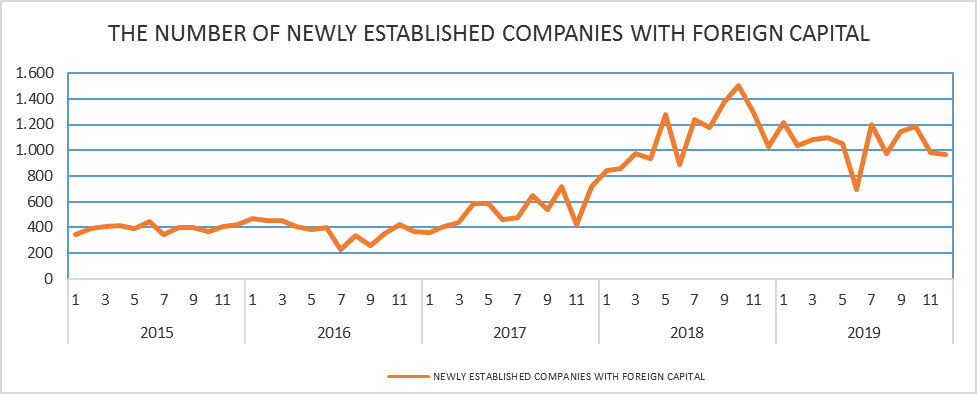 THE NUMBER OF NEWLY ESTABLISHED COMPANIES WITH FOREIGN CAPITAL
1.600
1.400
1.200
1.000
800
600
400
200
0
1 3 5 7 9 11 1 3 5 7 9 11 1 3 5 7 9 11 1 3 5 7 9 11 1 3 5 7 9 11
2015 2016 2017 2018 2019
NEWLY ESTABLISHED COMPANIES WITH FOREIGN CAPITAL